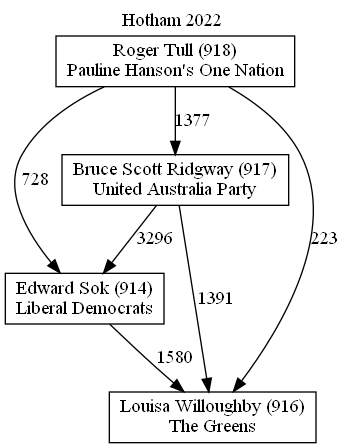 Hotham 2022
Roger Tull (918)
Pauline Hanson's One Nation
1377
Bruce Scott Ridgway (917)
United Australia Party
728
3296
223
Edward Sok (914)
Liberal Democrats
1391
1580
Louisa Willoughby (916)
The Greens